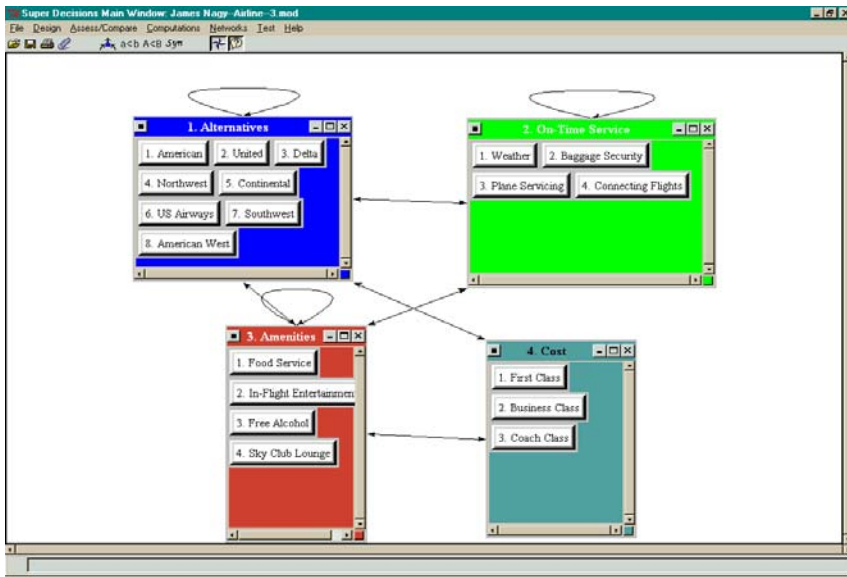 Super Decisions Main Window: James Nagy--Airline--3.mod
File Design Assess/Compare Computations Networks Test Help
a<b A<B Sym
1. Alternatives
1. American 2. United 3. Delta
4. Northwest 5. Continental
6. US Airways 7. Southwest
8. American West
2. On-Time Service
1. Weather 2. Baggage Security
3. Plane Servicing 4. Connecting Flights
3. Amenities
1. Food Service
2. In-Flight Entertainmen
3. Free Alcohol
4. Sky Club Lounge
4. Cost
1. First Class
2. Business Class
3. Coach Class